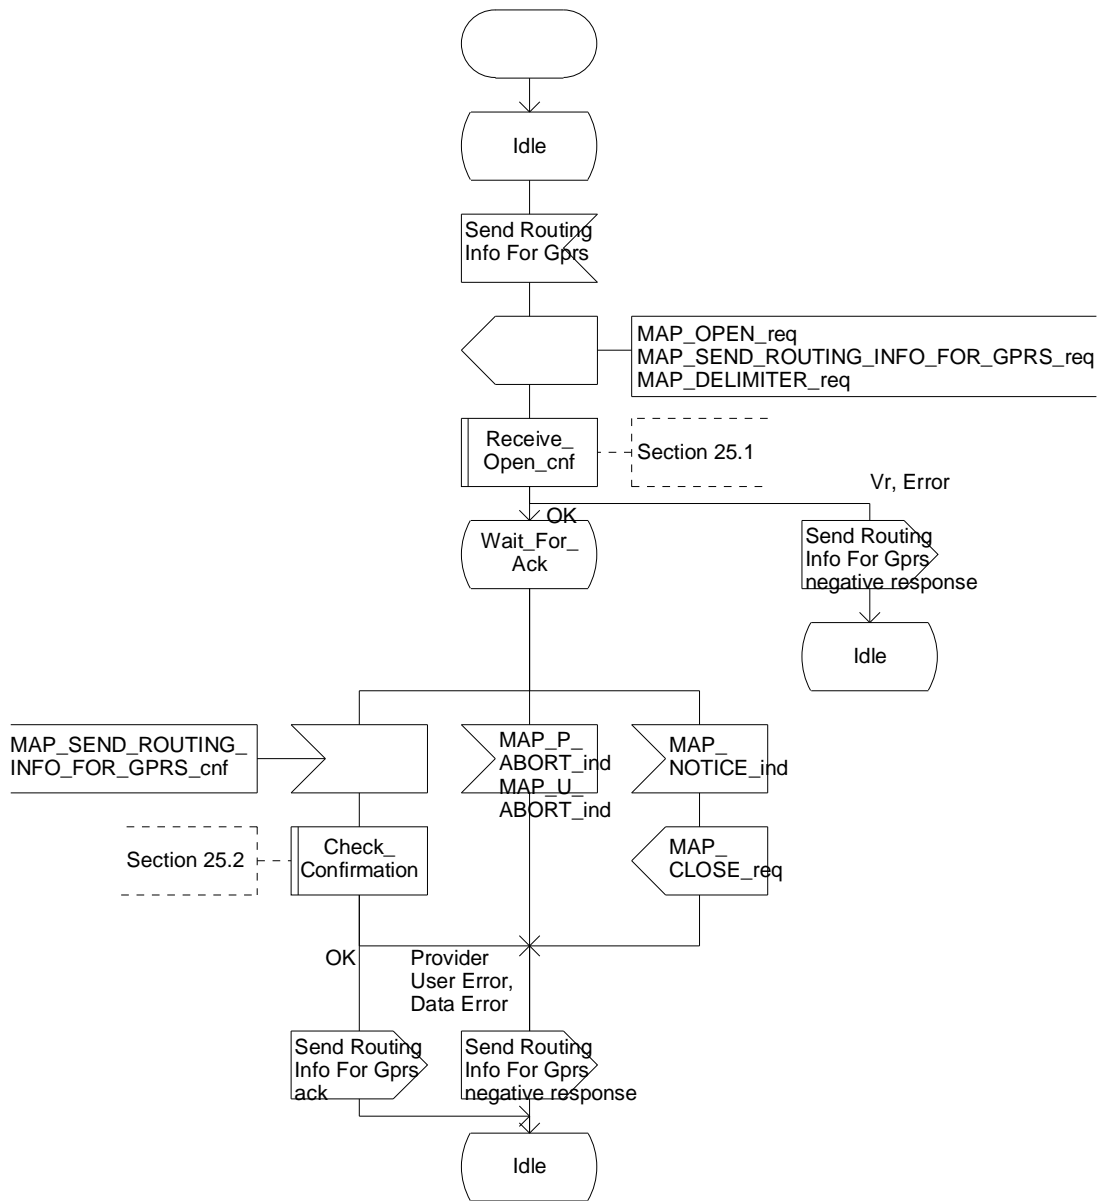 Idle
Send Routing
Info For Gprs
MAP_OPEN_req
MAP_SEND_ROUTING_INFO_FOR_GPRS_req
MAP_DELIMITER_req
Receive_
Open_cnf
Section 25.1
Vr, Error
OK
Wait_For_
Ack
Send Routing
Info For Gprs
negative response
Idle
MAP_SEND_ROUTING_
INFO_FOR_GPRS_cnf
MAP_P_
ABORT_ind
MAP_U_
ABORT_ind
MAP_
NOTICE_ind
Section 25.2
Check_
Confirmation
MAP_
CLOSE_req
OK
Provider
User Error,
Data Error
Send Routing
Info For Gprs
ack
Send Routing
Info For Gprs
negative response
Idle